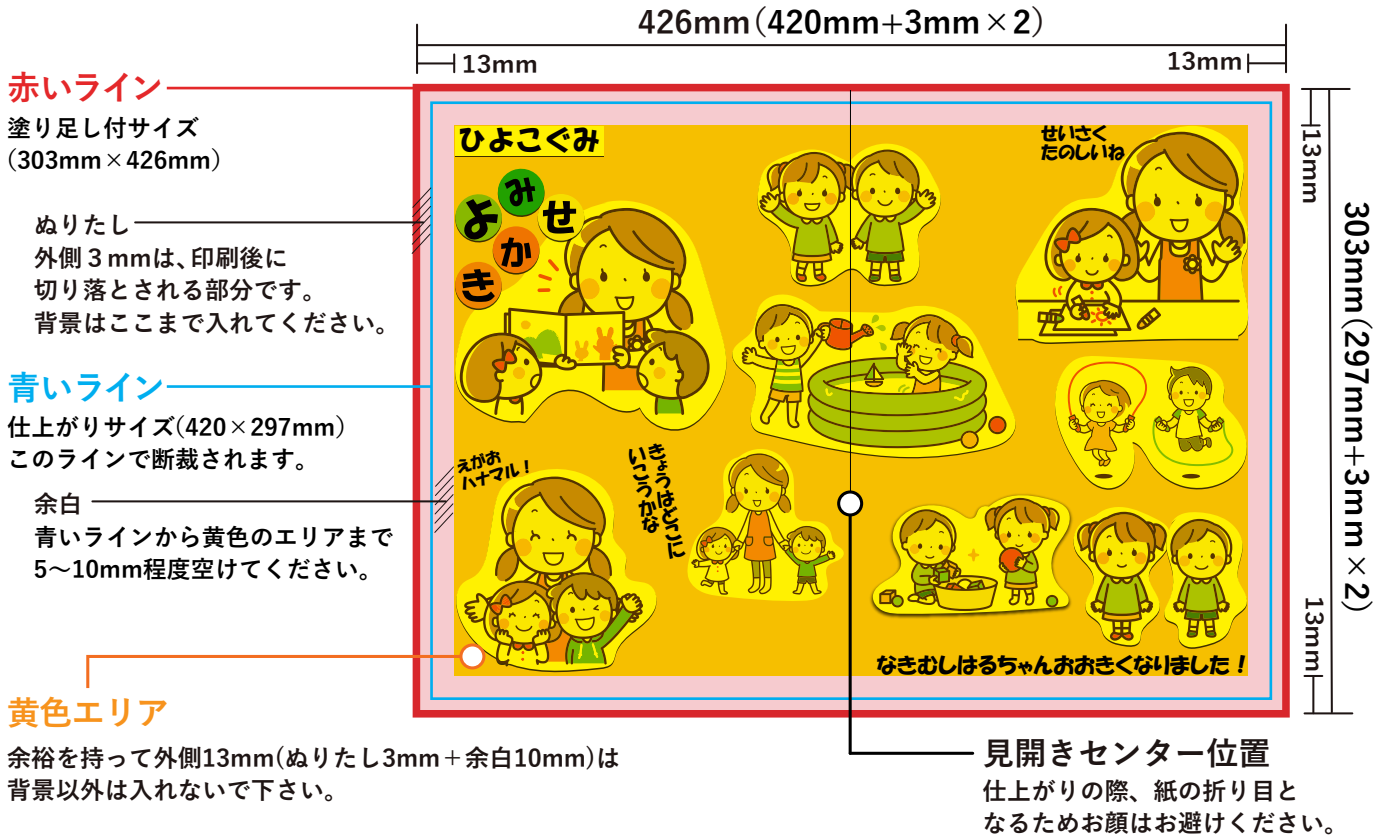 426mm(420mm+3mm×2)
13mm
13mm
赤いライン
塗り足し付サイズ
(303mm×426mm)
ぬりたし
外側３mmは、印刷後に
切り落とされる部分です。
背景はここまで入れてください。
青いライン
仕上がりサイズ(420×297mm)
このラインで断裁されます。
余白
青いラインから黄色のエリアまで
5〜10mm程度空けてください。
黄色エリア
余裕を持って外側13mm(ぬりたし3mm＋余白10mm)は
背景以外は入れないで下さい。
ひよこぐみ
よみ
きかせ
せいさく
たのしいね
えがお
ハナマル！
きょうはどこに
いこうかな
なきむしはるちゃんおおきくなりました！
13mm
303mm(297mm+3mm×2)
13mm
見開きセンター位置
仕上がりの際、紙の折り目と
なるためお顔はお避けください。